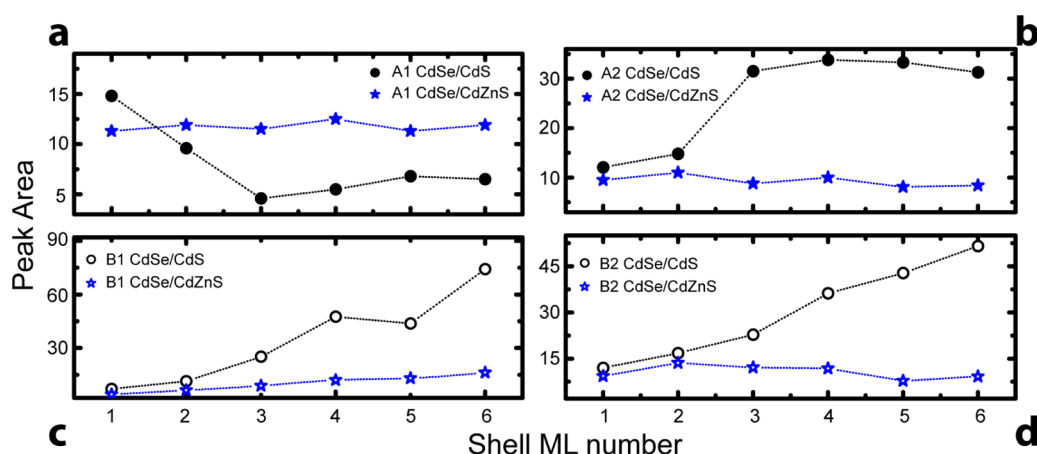 a
b
A1 CdSe/CdS
A1 CdSe/CdZnS
15
10
5
A2 CdSe/CdS
A2 CdSe/CdZnS
30
20
10
Peak Area
B1 CdSe/CdS
B1 CdSe/CdZnS
90
60
30
1 2 3 4 5 6
B2 CdSe/CdS
B2 CdSe/CdZnS
45
30
15
1 2 3 4 5 6
c
Shell ML number
d